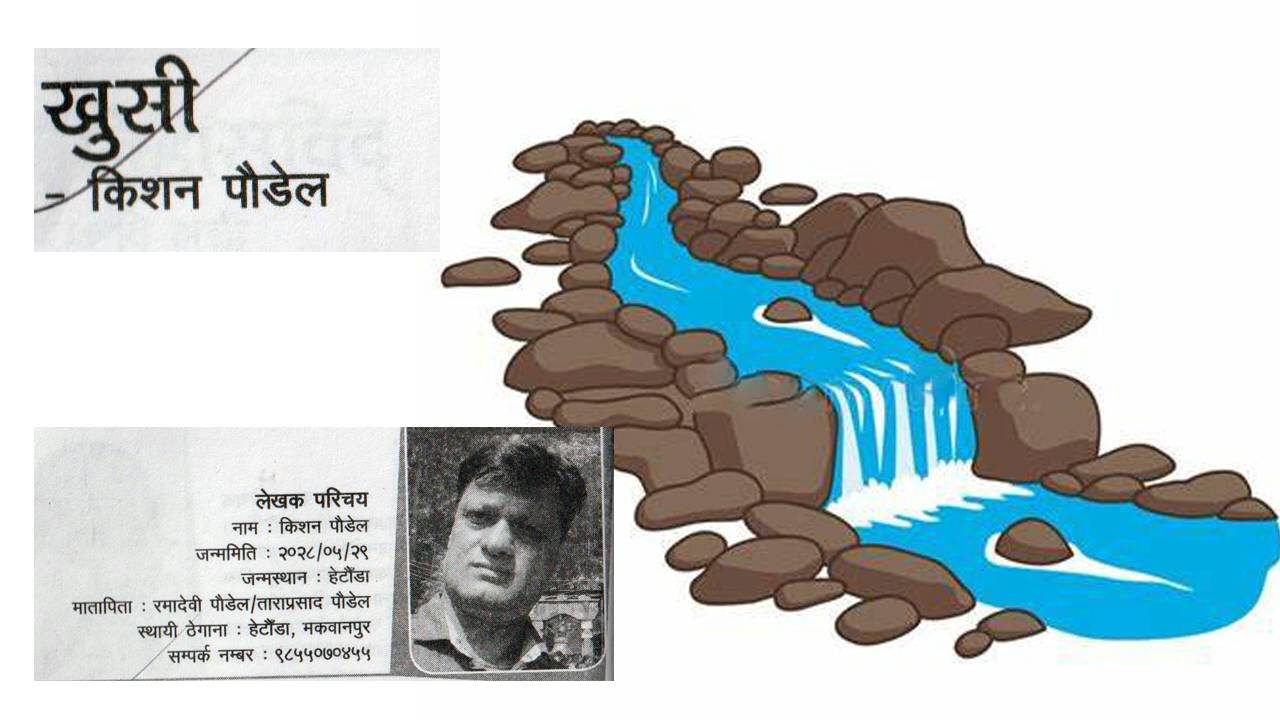 खुसी
- किशन पौडेल
लेखक परिचय
नाम : किशन पौडेल
जन्ममिति : २०२८/०५/२९
जन्मस्थान : हेटौंडा
मातापिता : रमादेवी पौडेल/ताराप्रसाद पौडेल
स्थायी ठेगाना : हेटौंडा, मकवानपुर
सम्पर्क नम्बर : ९८५५०७०४५५